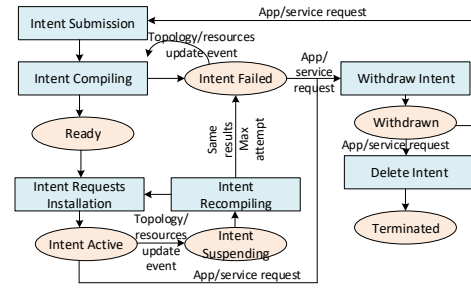 App/service request
Intent Submission
Topology/resources
update event
App/
service
request
Intent Compiling
Intent Failed
Withdraw Intent
Ready
Same
results
Max
attempt
Withdrawn
App/service request
Delete Intent
Intent Requests
Installation
Intent
Recompiling
Topology/
resources
update
event
Intent Active
Intent
Suspending
Terminated
App/service request